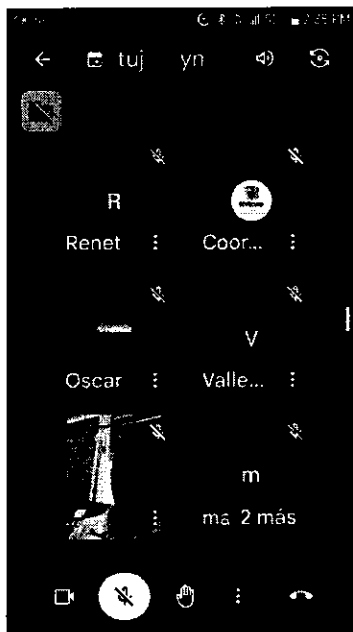 tuj yn
R
Renet
Coor...
Oscar
V
Valle...
m
ma 2 más